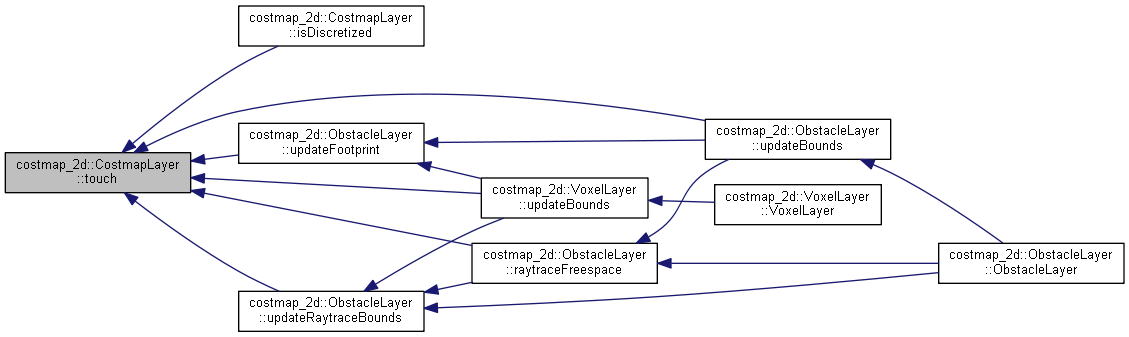 costmap_2d::CostmapLayer
::isDiscretized
costmap_2d::ObstacleLayer
::updateFootprint
costmap_2d::ObstacleLayer
::updateBounds
costmap_2d::CostmapLayer
::touch
costmap_2d::VoxelLayer
::updateBounds
costmap_2d::VoxelLayer
::VoxelLayer
costmap_2d::ObstacleLayer
::raytraceFreespace
costmap_2d::ObstacleLayer
::ObstacleLayer
costmap_2d::ObstacleLayer
::updateRaytraceBounds